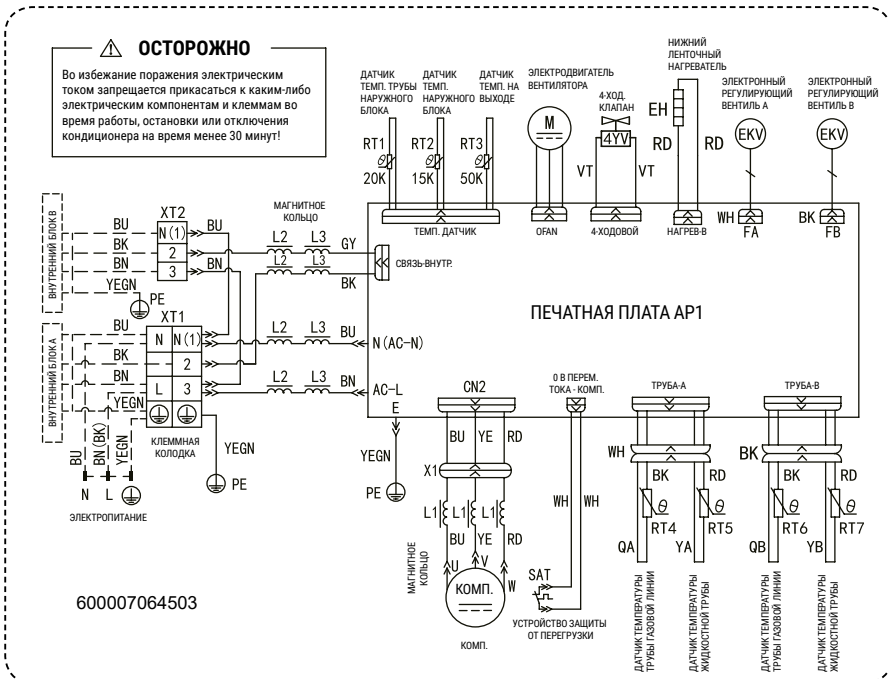 ОСТОРОЖНО
Во избежание поражения электрическим
током запрещается прикасаться к каким-либо
электрическим компонентам и клеммам во
время работы, остановки или отключения
кондиционера на время менее 30 минут!
ДАТЧИК
ТЕМП. ТРУБЫ
НАРУЖНОГО
БЛОКА
ДАТЧИК
ТЕМП.
НАРУЖНОГО
БЛОКА
ДАТЧИК
ТЕМП. НА
ВЫХОДЕ
ЭЛЕКТРОДВИГАТЕЛЬ
ВЕНТИЛЯТОРА
4-ХОД.
КЛАПАН
НИЖНИЙ
ЛЕНТОЧНЫЙ
НАГРЕВАТЕЛЬ
ЭЛЕКТРОННЫЙ
РЕГУЛИРУЮЩИЙ
ВЕНТИЛЬ А
ЭЛЕКТРОННЫЙ
РЕГУЛИРУЮЩИЙ
ВЕНТИЛЬ В
RT1 θ 20K
RT2 θ 15K
RT3 θ 50K
M
4YV
VT VT
EH
RD RD
EKV
EKV
WH
BK
ТЕМП. ДАТЧИК
OFAN
4-ХОДОВОЙ
НАГРЕВ-В
FA
FB
ВНУТРЕННИЙ БЛОК В
BU
BK
BN
YEGN
XT2
N(1)
2
3
BU
BN
PE
МАГНИТНОЕ
КОЛЬЦО
L2 L3 GY
L2 L3
BK
СВЯЗЬ-ВНУТР.
ПЕЧАТНАЯ ПЛАТА AP1
ВНУТРЕННИЙ БЛОК А
BU
BK
BN
YEGN
XT1
N N(1)
2
L 3
L2 L3 BU
N(AC-N)
L2 L3 BN
AC-L
КЛЕММНАЯ
КОЛОДКА
YEGN
PE
BU
BN(BK)
YEGN
N L
ЭЛЕКТРОПИТАНИЕ
E
YEGN
PE
CN2
BU YE RD
X1
L1 L1 L1
BU YE RD
МАГНИТНОЕ
КОЛЬЦО
U V W
КОМП.
КОМП.
0 В ПЕРЕМ.
ТОКА - КОМП.
WH WH
SAT
УСТРОЙСТВО ЗАЩИТЫ
ОТ ПЕРЕГРУЗКИ
ТРУБА-А
WH
BK RD
θ θ
RT4 RT5
QA YA
ДАТЧИК ТЕМПЕРАТУРЫ
ТРУБЫ ГАЗОВОЙ ЛИНИИ
ДАТЧИК ТЕМПЕРАТУРЫ
ЖИДКОСТНОЙ ТРУБЫ
ТРУБА-В
BK
BK RD
θ θ
RT6 RT7
QB YB
ДАТЧИК ТЕМПЕРАТУРЫ
ТРУБЫ ГАЗОВОЙ ЛИНИИ
ДАТЧИК ТЕМПЕРАТУРЫ
ЖИДКОСТНОЙ ТРУБЫ
600007064503